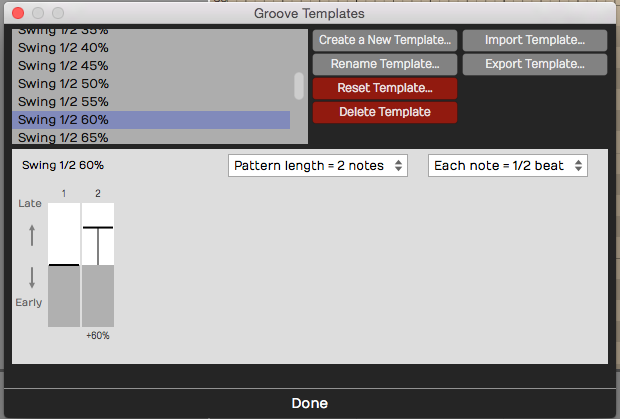 Groove Templates
Swing 1/2 35%
Swing 1/2 40%
Swing 1/2 45%
Swing 1/2 50%
Swing 1/2 55%
Swing 1/2 60%
Swing 1/2 65%
Create a New Template...
Import Template...
Rename Template...
Export Template...
Reset Template...
Delete Template
Swing 1/2 60%
Pattern length = 2 notes
Each note = 1/2 beat
1 2
Late
Early
+60%
Done